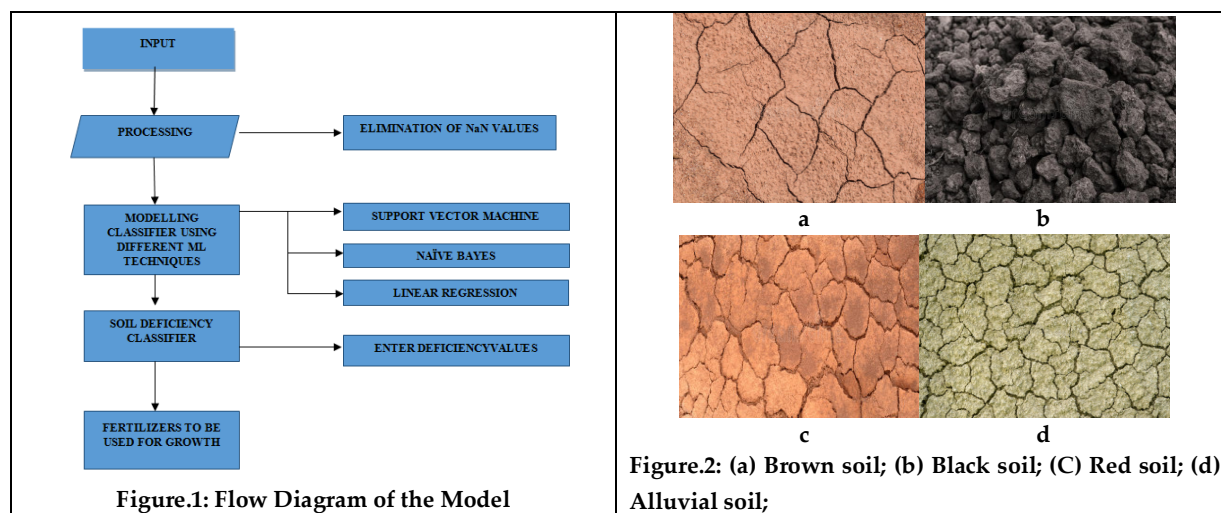 INPUT
PROCESSING
ELIMINATION OF NaN VALUES
MODELLING
CLASSIFIER USING
DIFFERENT ML
TECHNIQUES
SUPPORT VECTOR MACHINE
NAÏVE BAYES
LINEAR REGRESSION
SOIL DEFICIENCY
CLASSIFIER
ENTER DEFICIENCYVALUES
FERTILIZERS TO BE
USED FOR GROWTH
Figure.1: Flow Diagram of the Model
a
b
c
d
Figure.2: (a) Brown soil; (b) Black soil; (C) Red soil; (d)
Alluvial soil;